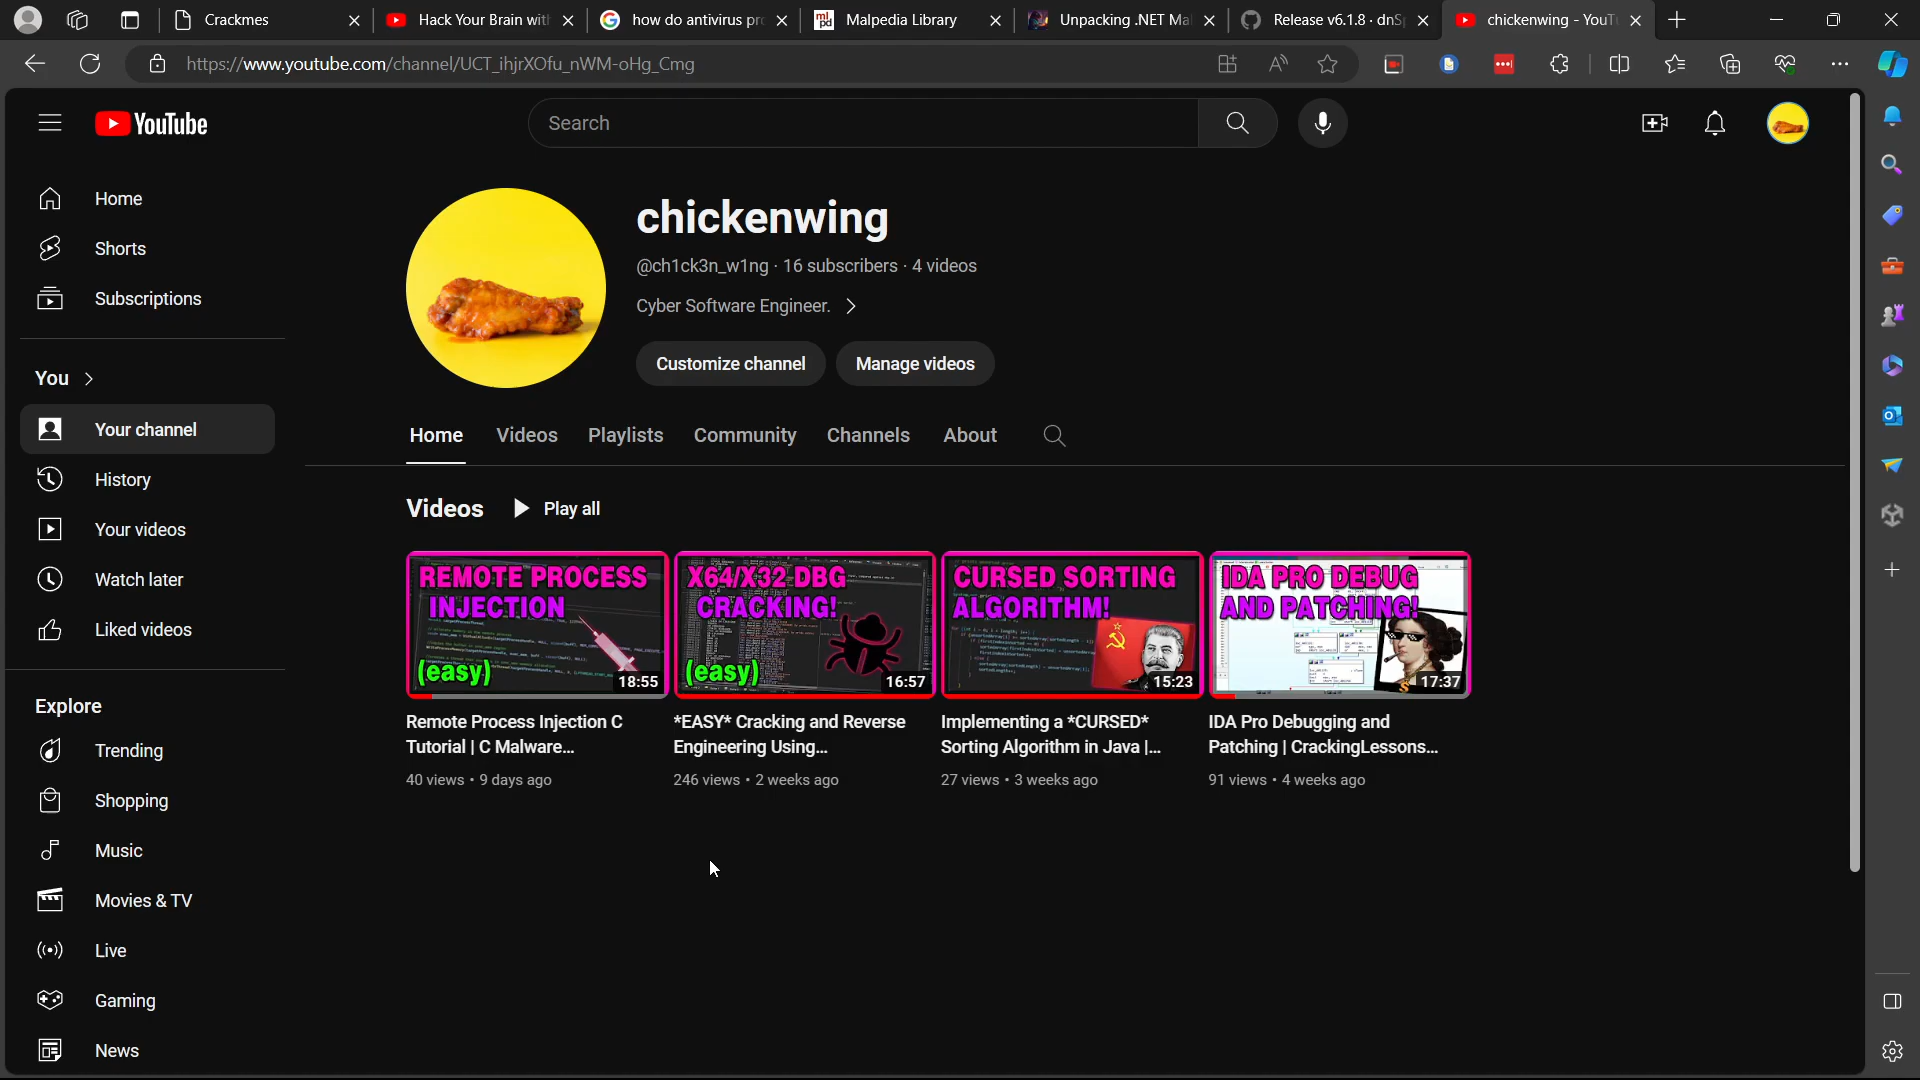 Crackmes
Hack Your Brain with
how do antivirus pro
Malpedia Library
Unpacking .NET Mal
Release v6.1.8 · dnSp
chickenwing - YouTu
https://www.youtube.com/channel/UCT_ihjrXOfu_nWM-oHg_Cmg
YouTube
Search
Home
Shorts
Subscriptions
You
Your channel
History
Your videos
Watch later
Liked videos
Explore
Trending
Shopping
Music
Movies & TV
Live
Gaming
News
chickenwing
@ch1ck3n_w1ng · 16 subscribers · 4 videos
Cyber Software Engineer.
Customize channel
Manage videos
Home
Videos
Playlists
Community
Channels
About
Videos
Play all
REMOTE PROCESS
INJECTION
(easy)
18:55
Remote Process Injection C
Tutorial | C Malware...
40 views · 9 days ago
X64/X32 DBG
CRACKING!
(easy)
16:57
*EASY* Cracking and Reverse
Engineering Using...
246 views · 2 weeks ago
CURSED SORTING
ALGORITHM!
15:23
Implementing a *CURSED*
Sorting Algorithm in Java |...
27 views · 3 weeks ago
IDA PRO DEBUG
AND PATCHING!
17:37
IDA Pro Debugging and
Patching | CrackingLessons...
91 views · 4 weeks ago